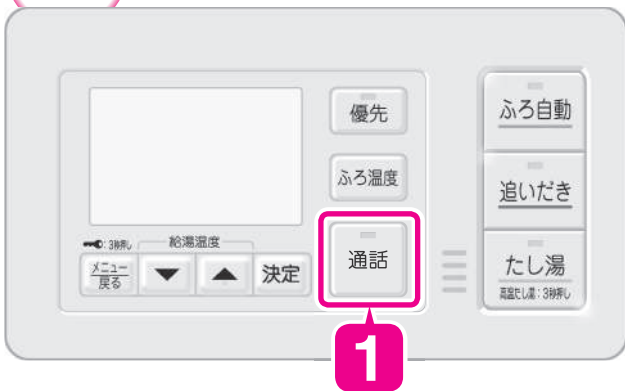 優先
ふろ温度
通話
🔑: 3秒押し
給湯温度
メニュー
戻る
▼
▲
決定
ふろ自動
追いだき
たし湯
高温たし湯: 3秒押し
1